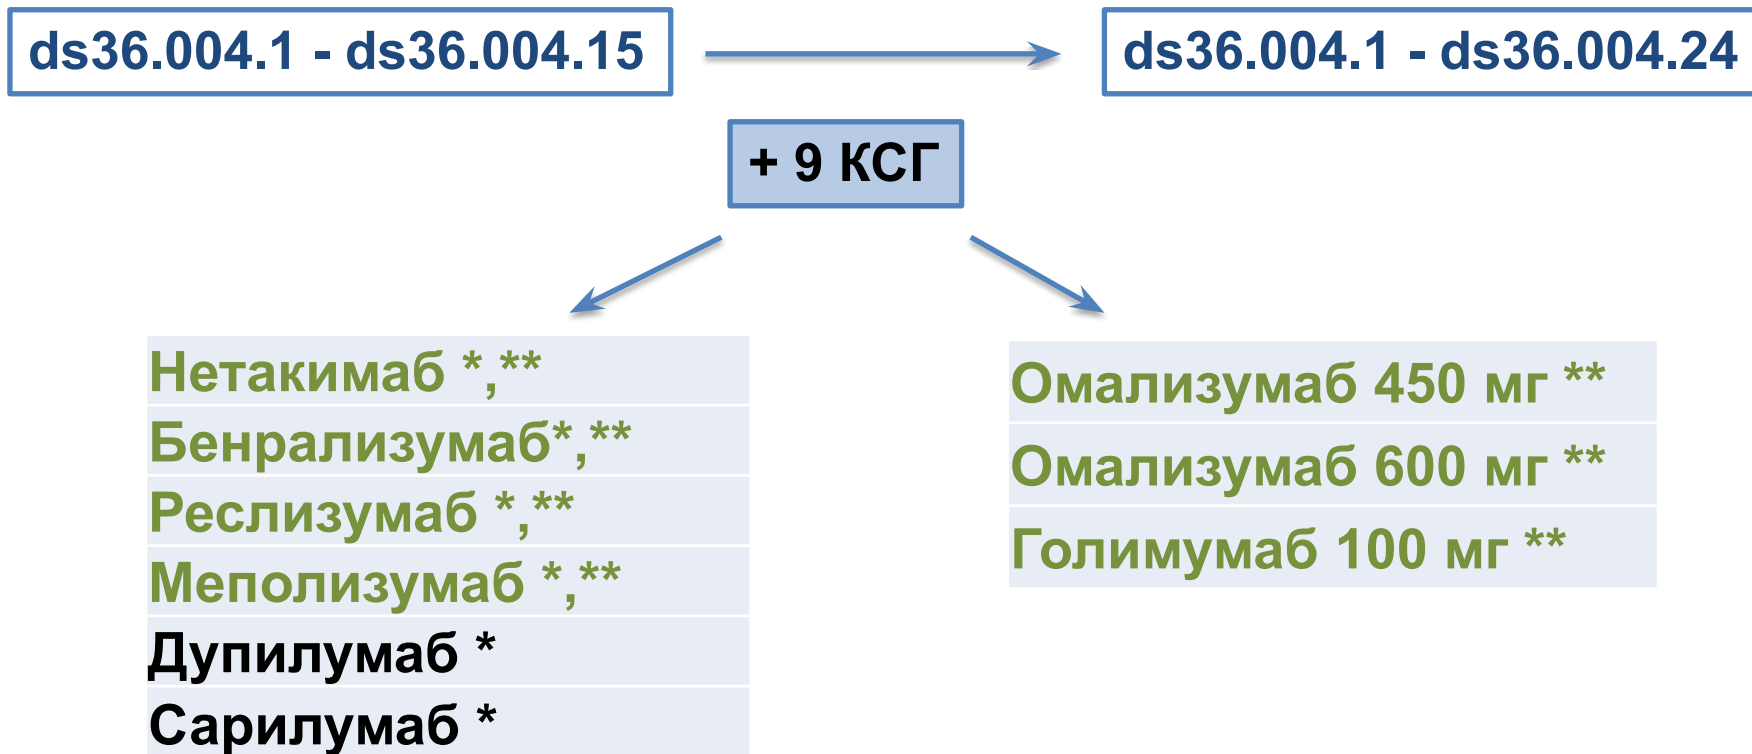 ds36.004.1 - ds36.004.15
ds36.004.1 - ds36.004.24
+ 9 КСГ
Нетакимаб *,**
Бенрализумаб*,**
Реслизумаб *,**
Меполизумаб *,**
Дупилумаб *
Сарилумаб *
Омализумаб 450 мг **
Омализумаб 600 мг **
Голимумаб 100 мг **